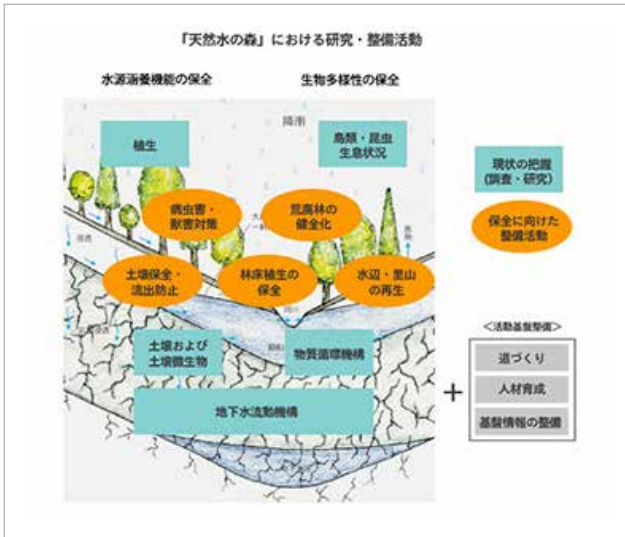 「天然水の森」における研究・整備活動
水源涵養機能の保全
生物多様性の保全
降雨
植生
鳥類・昆虫
生息状況
現状の把握
(調査・研究)
病虫害・
獣害対策
荒廃林の
健全化
保全に向けた
整備活動
土壌保全・
流出防止
林床植生の
保全
水辺・里山
の再生
土壌および
土壌微生物
物質循環機構
地下水流動機構
<活動基盤整備>
+
道づくり
人材育成
基盤情報の整備